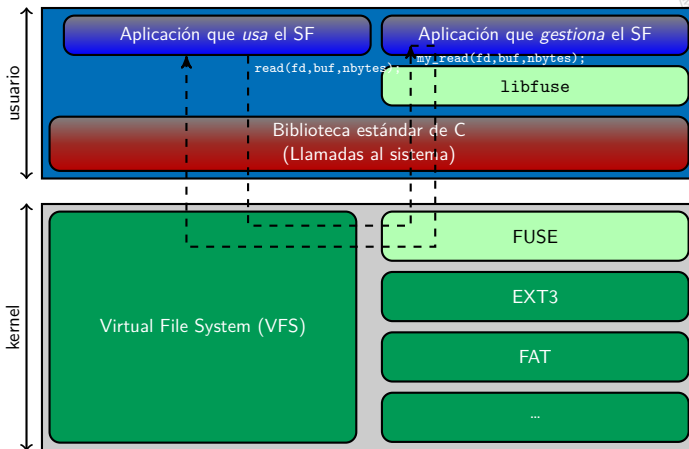 usuario
Aplicación que usa el SF
Aplicación que gestiona el SF
read(fd,buf,nbytes);
my_read(fd,buf,nbytes);
libfuse
Biblioteca estándar de C
(Llamadas al sistema)
kernel
Virtual File System (VFS)
FUSE
EXT3
FAT
...